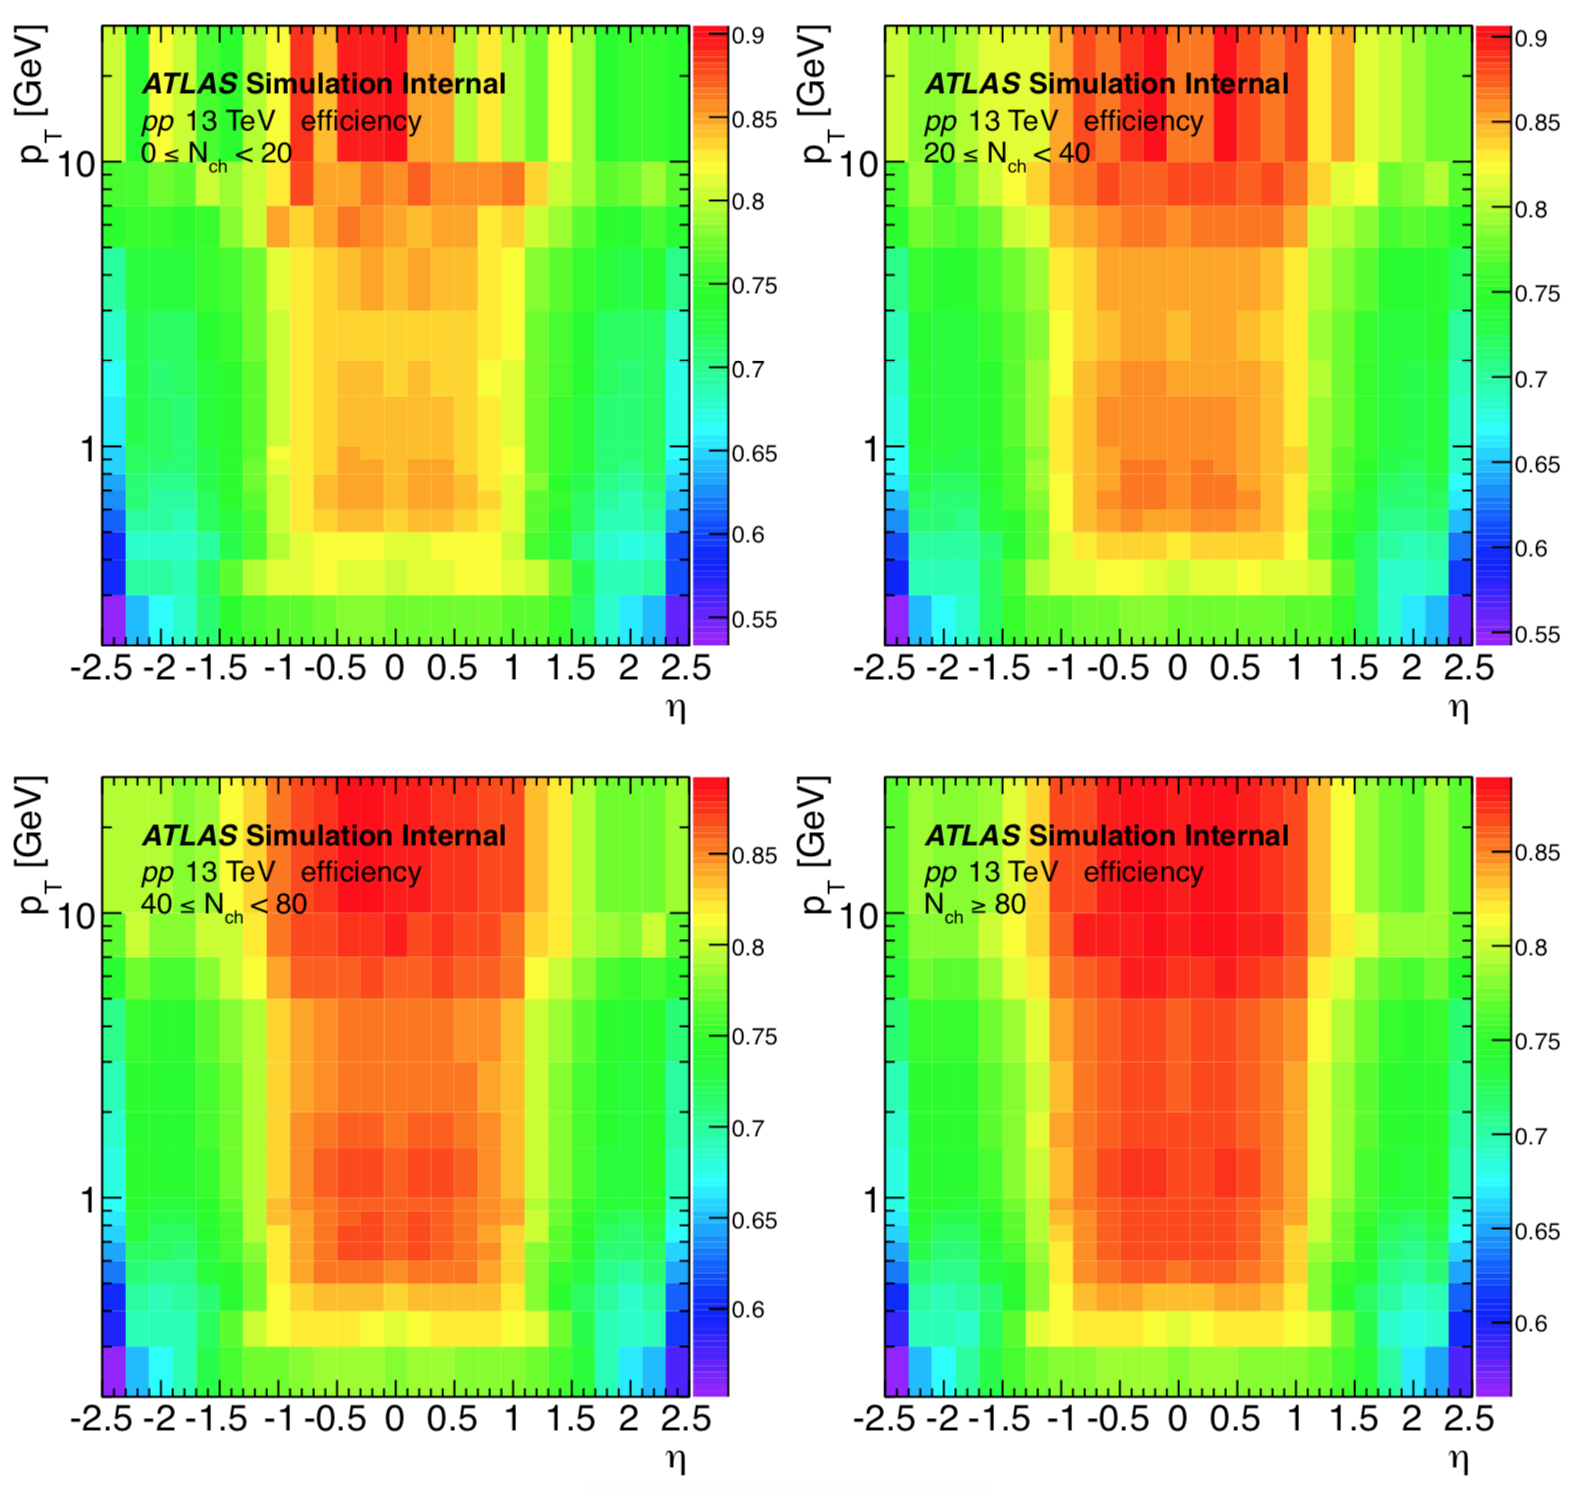 p_T [GeV]
ATLAS Simulation Internal
pp 13 TeV efficiency
0 ≤ N_ch < 20
10
1
-2.5 -2 -1.5 -1 -0.5 0 0.5 1 1.5 2 2.5
η
0.9
0.85
0.8
0.75
0.7
0.65
0.6
0.55
p_T [GeV]
ATLAS Simulation Internal
pp 13 TeV efficiency
20 ≤ N_ch < 40
10
1
-2.5 -2 -1.5 -1 -0.5 0 0.5 1 1.5 2 2.5
η
0.9
0.85
0.8
0.75
0.7
0.65
0.6
0.55
p_T [GeV]
ATLAS Simulation Internal
pp 13 TeV efficiency
40 ≤ N_ch < 80
10
1
-2.5 -2 -1.5 -1 -0.5 0 0.5 1 1.5 2 2.5
η
0.85
0.8
0.75
0.7
0.65
0.6
p_T [GeV]
ATLAS Simulation Internal
pp 13 TeV efficiency
N_ch ≥ 80
10
1
-2.5 -2 -1.5 -1 -0.5 0 0.5 1 1.5 2 2.5
η
0.85
0.8
0.75
0.7
0.65
0.6